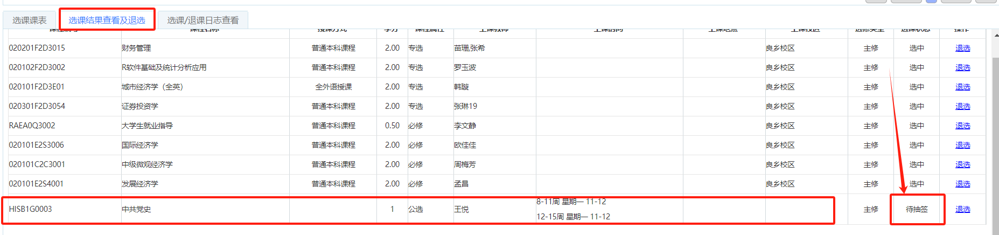 选课课表 选课结果查看及退选 选课/退课日志查看
课程编号 课程名称 授课方式 学分 课程属性 上课教师 上课时间 上课地点 上课校区 选修类型 选课状态 操作
020201F2D3015 财务管理 普通本科课程 2.00 专选 苗珊,张希 良乡校区 主修 选中 退选
020102F2D3002 R软件基础及统计分析应用 普通本科课程 2.00 专选 罗玉波 良乡校区 主修 选中 退选
020101F2D3E01 城市经济学（全英） 全外语授课 2.00 专选 韩璇 良乡校区 主修 选中 退选
020301F2D3054 证券投资学 普通本科课程 2.00 专选 张琳19 良乡校区 主修 选中 退选
RAEA0Q3002 大学生就业指导 普通本科课程 0.50 必修 李文静 良乡校区 主修 选中 退选
020101E2S3006 国际经济学 普通本科课程 2.00 必修 欧佳佳 良乡校区 主修 选中 退选
020101C2C3001 中级微观经济学 普通本科课程 2.00 必修 周梅芳 良乡校区 主修 选中 退选
020101E2S4001 发展经济学 普通本科课程 2.00 必修 孟昌 良乡校区 主修 选中 退选
HISB1G0003 中共党史 1 公选 王悦 8-11周 星期一 11-12
12-15周 星期一 11-12 主修 待抽签 退选